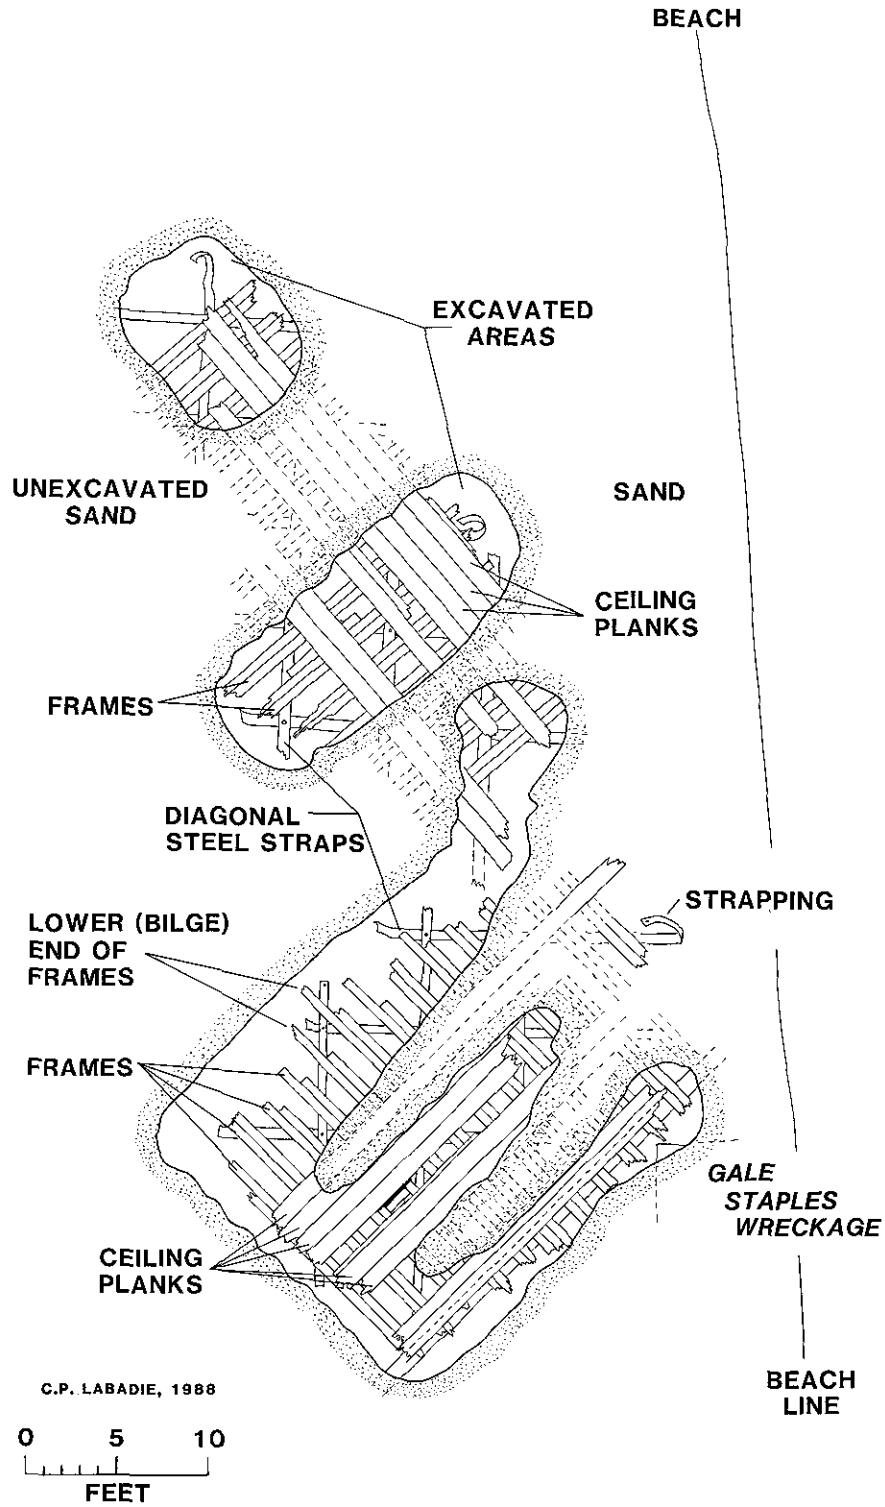 BEACH
EXCAVATED
AREAS
UNEXCAVATED
SAND
SAND
CEILING
PLANKS
FRAMES
DIAGONAL
STEEL STRAPS
STRAPPING
LOWER (BILGE)
END OF
FRAMES
FRAMES
GALE
STAPLES
WRECKAGE
CEILING
PLANKS
BEACH
LINE
C.P. LABADIE, 1988
0 5 10
FEET